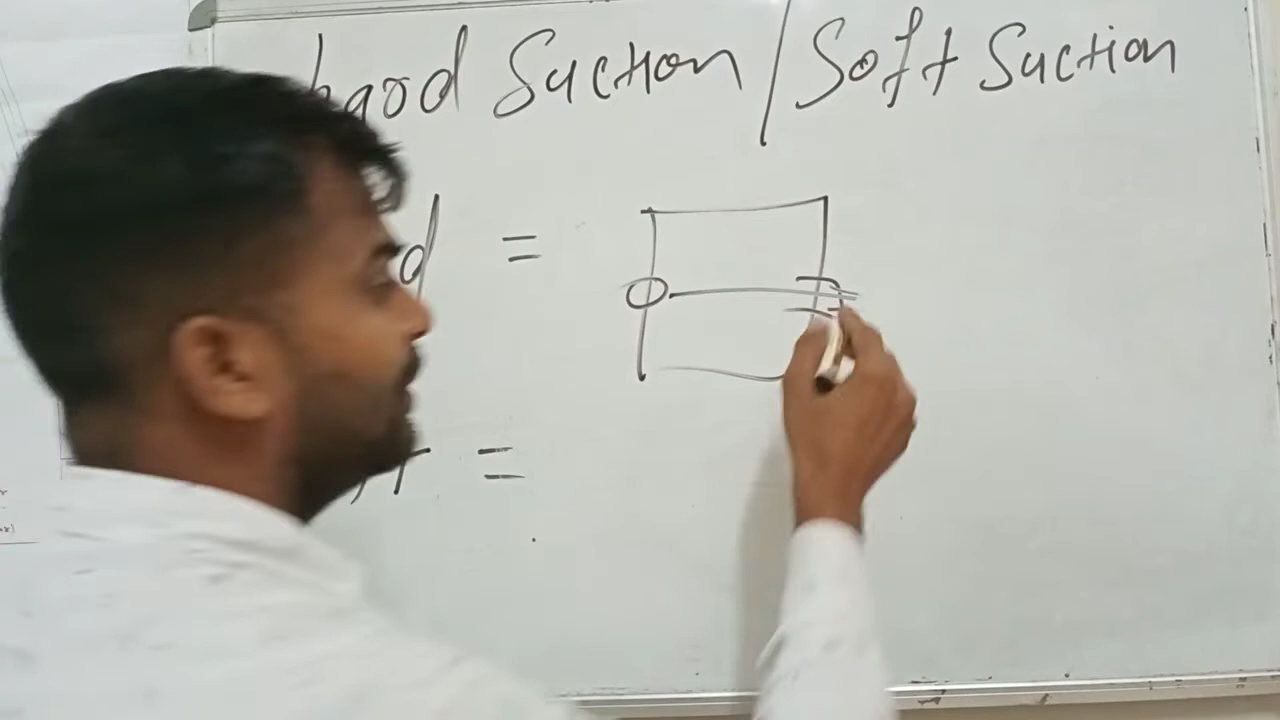 hard Suction / Soft Suction
d =
=